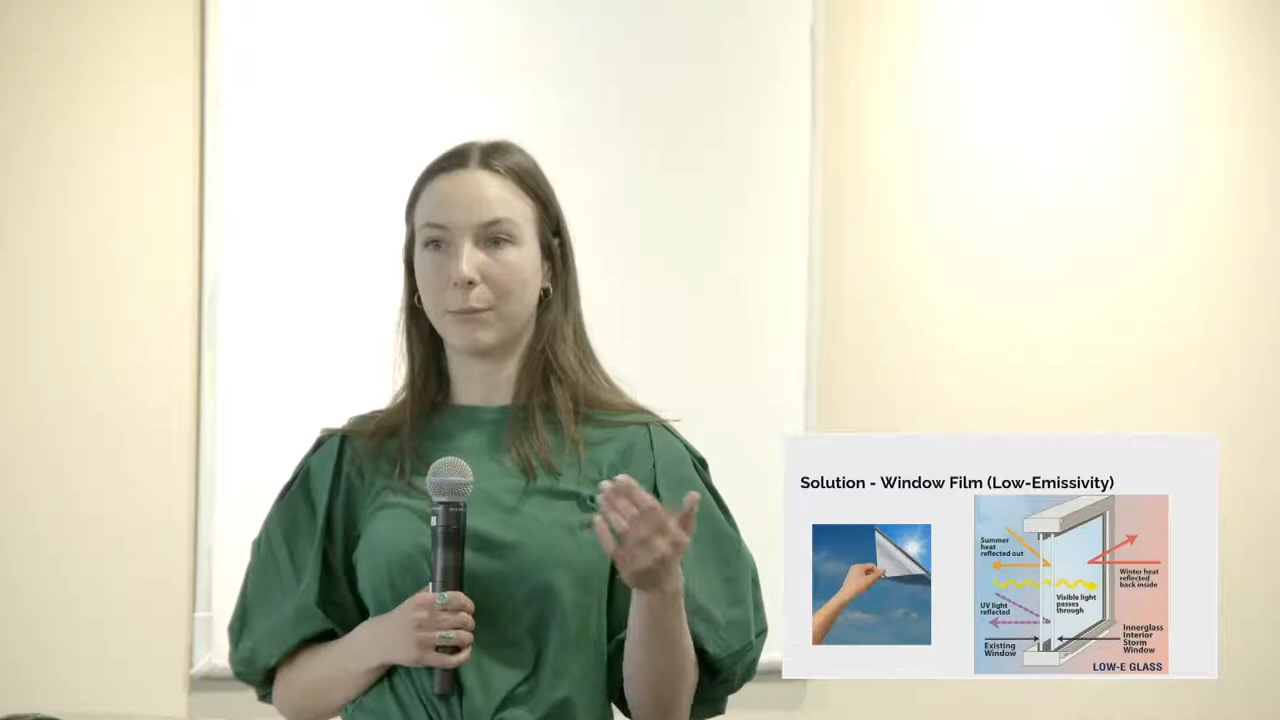 Solution - Window Film (Low-Emissivity)
Summer
heat
reflected out
Winter heat
reflected
back inside
Visible light
passes
through
UV light
reflected
Existing
Window
Innerglass
Interior
Storm
Window
LOW-E GLASS